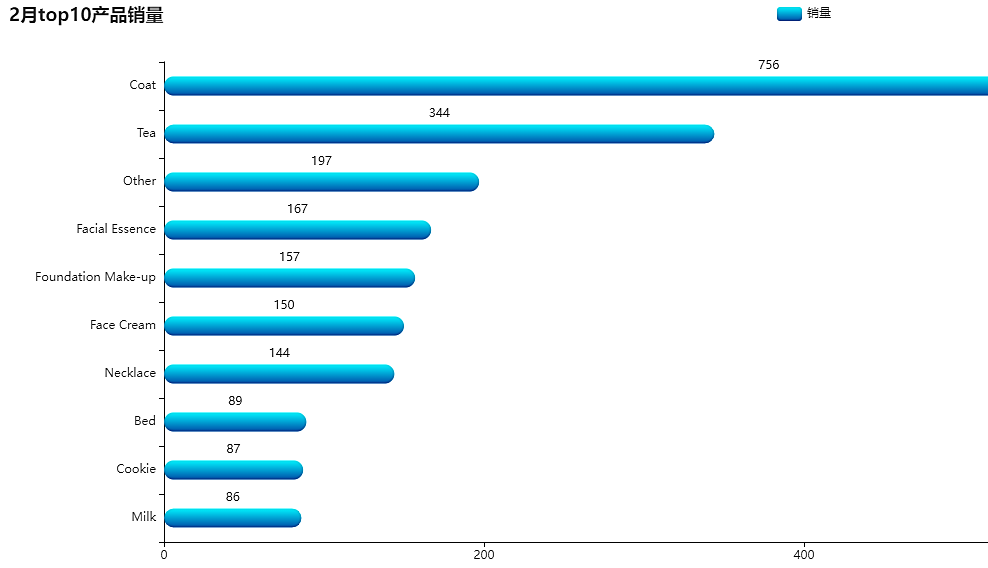 2月top10产品销量
销量
756
Coat
344
Tea
197
Other
167
Facial Essence
157
Foundation Make-up
150
Face Cream
144
Necklace
89
Bed
87
Cookie
86
Milk
0 200 400